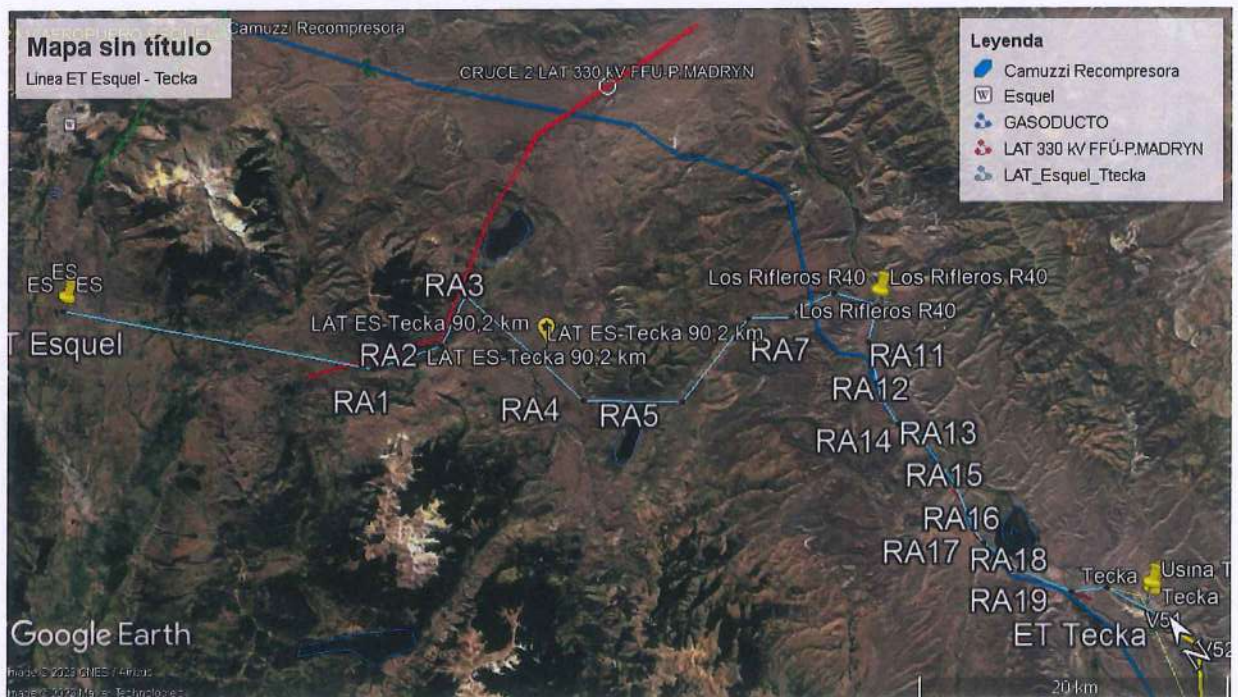 Mapa sin título
Línea ET Esquel - Tecka
Camuzzi Recompresora
CRUCE 2 LAT 330 kV FFU-P.MADRYN
Leyenda
Camuzzi Recompresora
Esquel
GASODUCTO
LAT 330 kV FFÚ-P.MADRYN
LAT_Esquel_Ttecka
ES
ES
ES
T Esquel
RA3
Los Rifleros R40
Los Rifleros R40
Los Rifleros R40
LAT ES-Tecka 90,2 km
LAT ES-Tecka 90,2 km
LAT ES-Tecka 90,2 km
RA2
RA1
RA4
RA5
RA7
RA11
RA12
RA14
RA13
RA15
RA16
RA17
RA18
RA19
Tecka
Usina T
Tecka
ET Tecka
V52
Google Earth
20 km